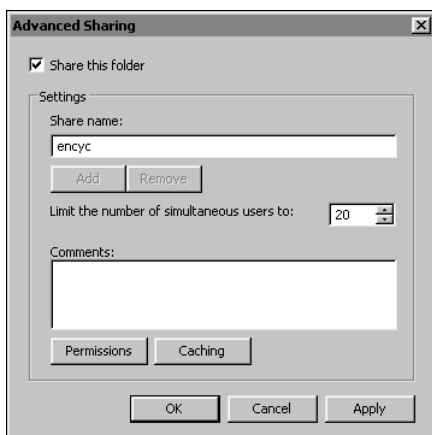 Advanced Sharing
Share this folder
Settings
Share name:
encyc
Add Remove
Limit the number of simultaneous users to: 20
Comments:
Permissions Caching
OK Cancel Apply